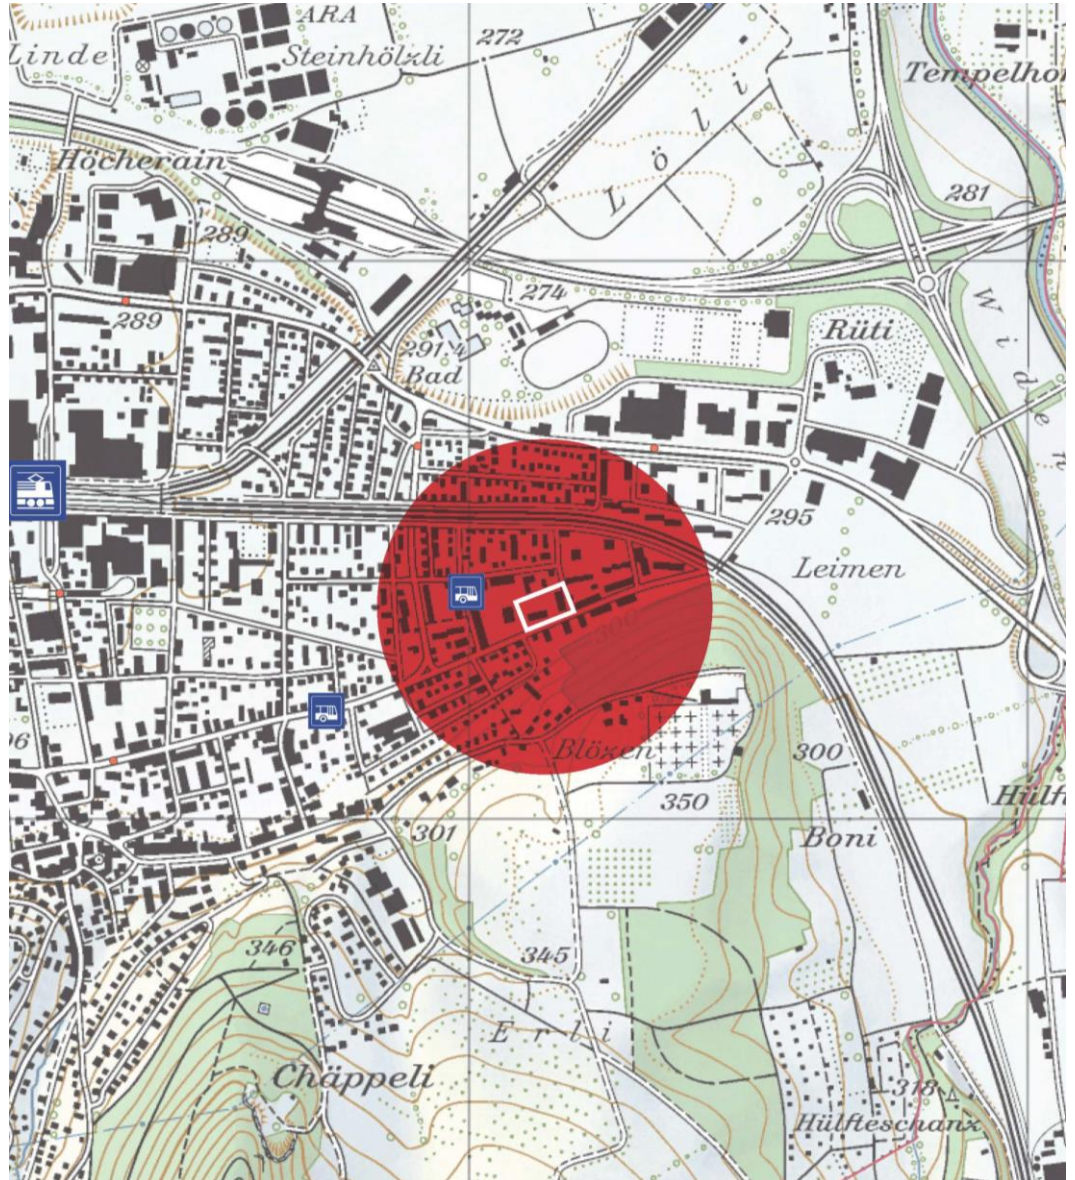 ARA
Linde
Steinhölzli
272
Tempelhof
Höcherain
L ö l i
281
289
274
289
W i d e n
291
Bad
Rüti
295
Leimen
300
Blözen
300
350
301
Boni
346
345
E r l i
Chäppeli
318
Hülfteschanz